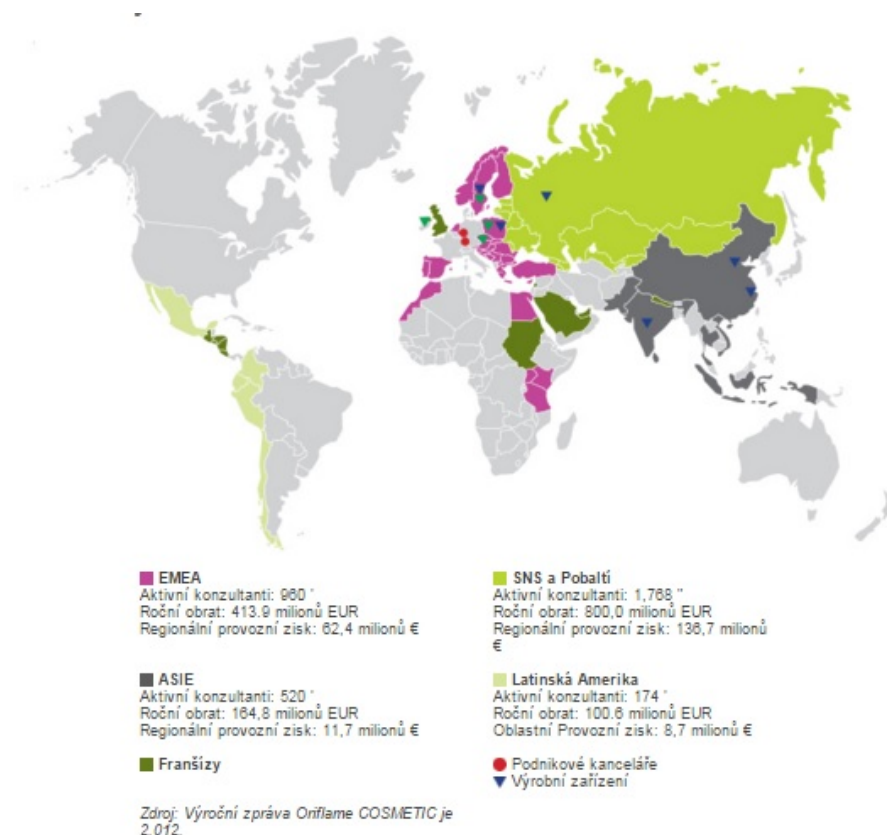 EMEA
Aktivní konzultanti: 960 '
Roční obrat: 413.9 milionů EUR
Regionální provozní zisk: 62,4 milionů €
SNS a Pobaltí
Aktivní konzultanti: 1,768 "
Roční obrat: 800,0 milionů EUR
Regionální provozní zisk: 136,7 milionů
€
ASIE
Aktivní konzultanti: 520 '
Roční obrat: 164,8 milionů EUR
Regionální provozní zisk: 11,7 milionů €
Latinská Amerika
Aktivní konzultanti: 174 '
Roční obrat: 100.6 milionů EUR
Oblastní Provozní zisk: 8,7 milionů €
Franšízy
Podnikové kanceláře
Výrobní zařízení
Zdroj: Výroční zpráva Oriflame COSMETIC je
2.012.